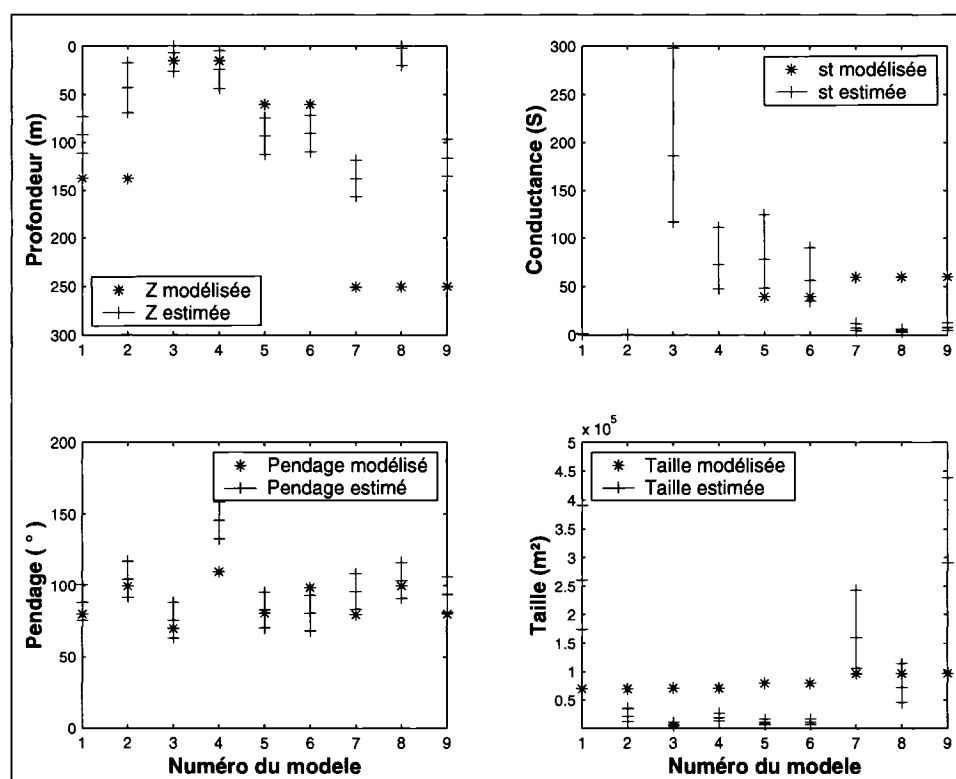 0
50
100
150
200
250
300
Profondeur (m)
Z modélisée
Z estimée
1 2 3 4 5 6 7 8 9
300
250
200
150
100
50
0
Conductance (S)
st modélisée
st estimée
1 2 3 4 5 6 7 8 9
200
150
100
50
0
Pendage ( ° )
Pendage modélisé
Pendage estimé
1 2 3 4 5 6 7 8 9
Numéro du modele
x 10⁵
5
4.5
4
3.5
3
2.5
2
1.5
1
0.5
Taille (m²)
Taille modélisée
Taille estimée
1 2 3 4 5 6 7 8 9
Numéro du modele